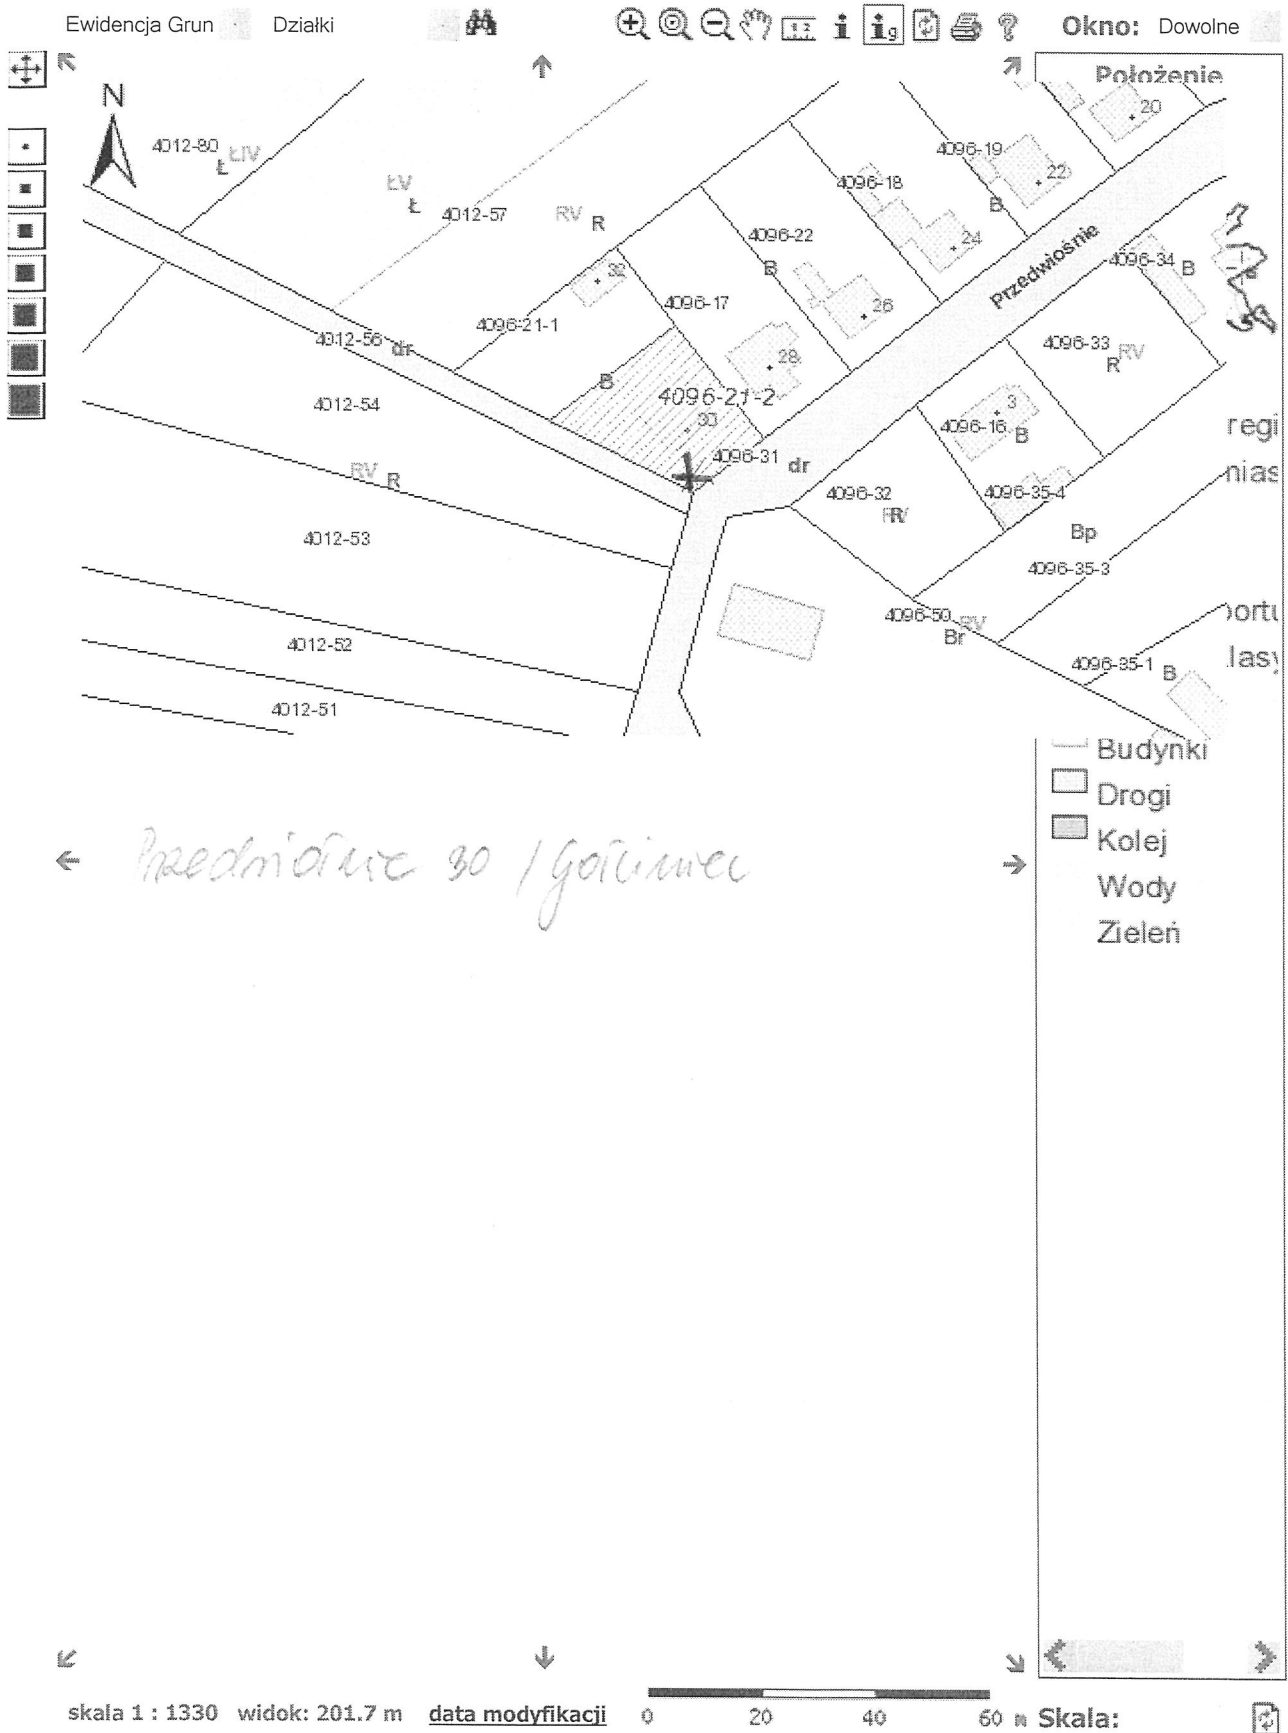 Ewidencja Grun Działki Okno: Dowolne
Położenie
N
20
4012-80 Ł ŁIV
4096-19
22
ŁV
Ł
4012-57
RV R
4096-18
B
24
4096-22
B
Przedwiośnie
4096-34 B
32
4096-17
26
4096-21-1
4012-56 dr
4096-33 RV
R
28
B
4096-21-2
4012-54
30
3
4096-16 B
regi
4096-31 dr
RV R
4096-32
4096-35-4
nias
RV
4012-53
Bp
4096-35-3
4096-50 RV
Br
ortu
4012-52
4096-35-1 B
lasy
4012-51
Budynki
Drogi
Kolej
Wody
Zieleń
Przedwiośnie 30 / Gościniec
skala 1 : 1330 widok: 201.7 m data modyfikacji 0 20 40 60 m Skala: